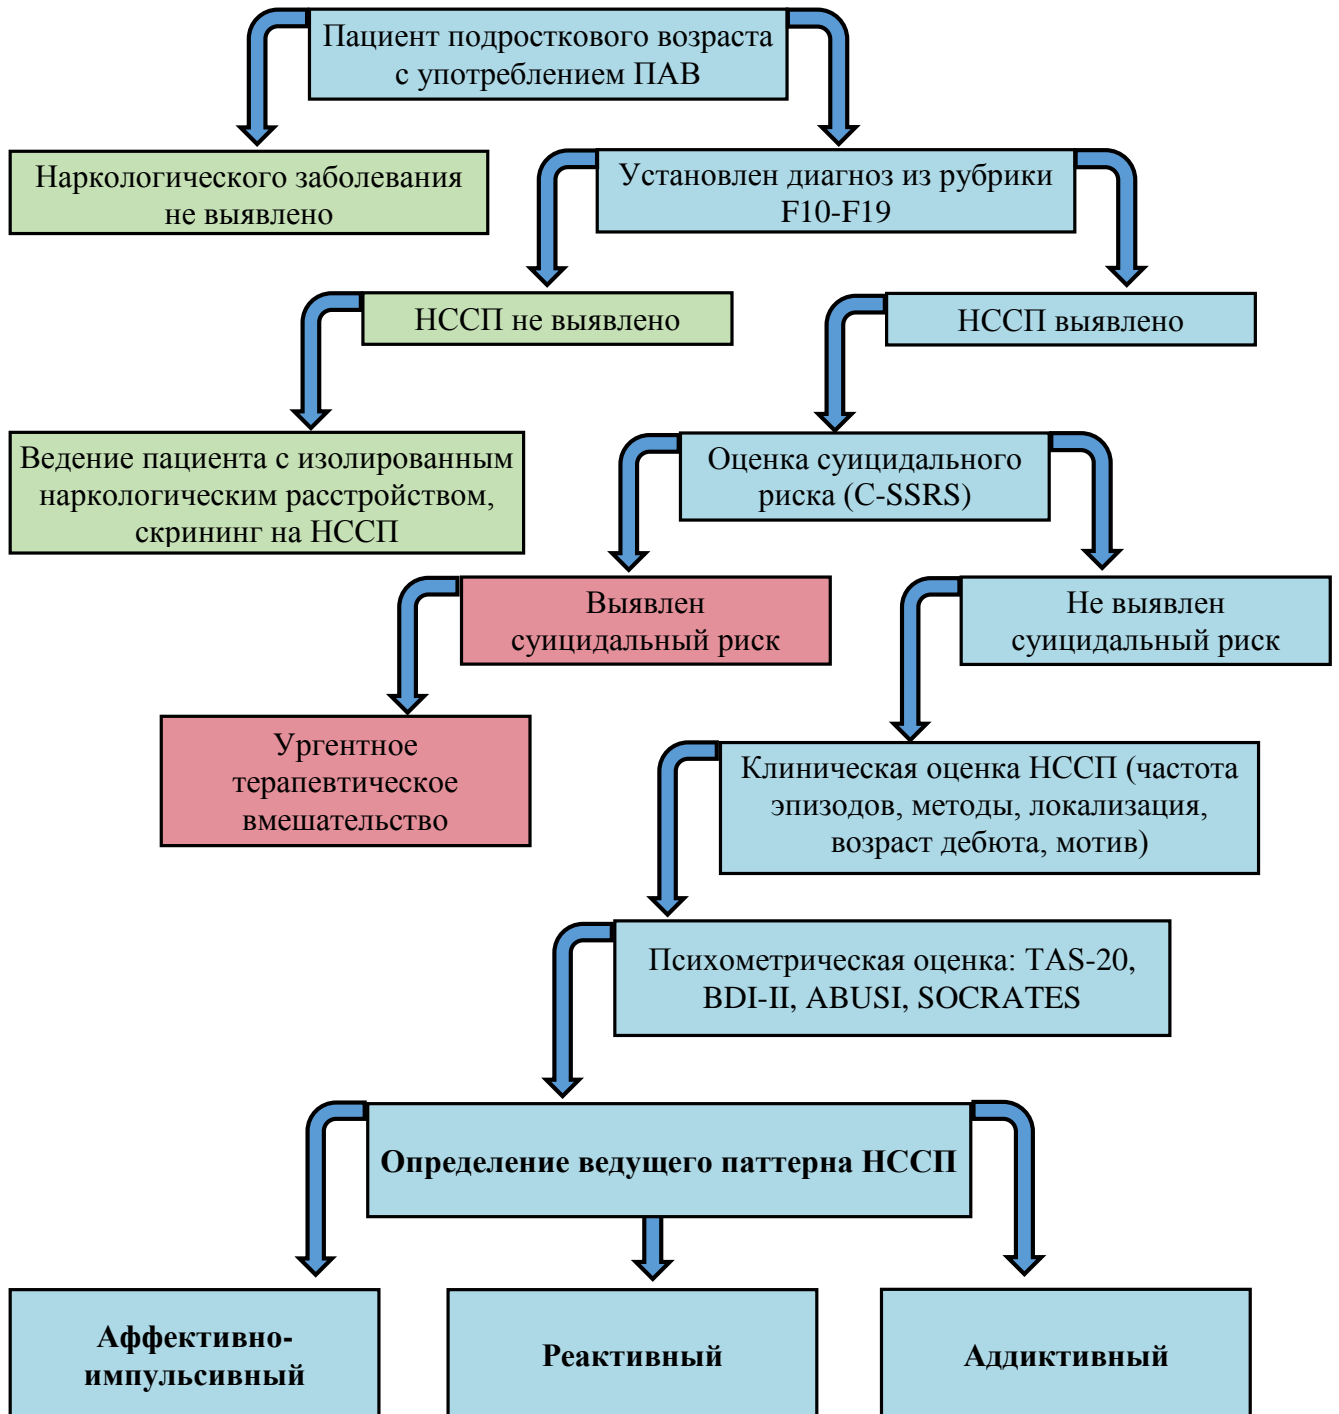 Пациент подросткового возраста
с употреблением ПАВ
Наркологического заболевания
не выявлено
Установлен диагноз из рубрики
F10-F19
НССП не выявлено
НССП выявлено
Ведение пациента с изолированным
наркологическим расстройством,
скрининг на НССП
Оценка суицидального
риска (C-SSRS)
Выявлен
суицидальный риск
Не выявлен
суицидальный риск
Ургентное
терапевтическое
вмешательство
Клиническая оценка НССП (частота
эпизодов, методы, локализация,
возраст дебюта, мотив)
Психометрическая оценка: TAS-20,
BDI-II, ABUSI, SOCRATES
Определение ведущего паттерна НССП
Аффективно-
импульсивный
Реактивный
Аддиктивный